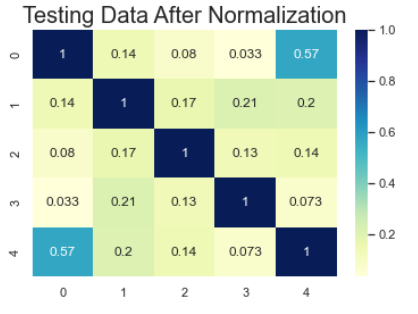 Testing Data After Normalization
0 1 0.14 0.08 0.033 0.57
1 0.14 1 0.17 0.21 0.2
2 0.08 0.17 1 0.13 0.14
3 0.033 0.21 0.13 1 0.073
4 0.57 0.2 0.14 0.073 1
0 1 2 3 4
1.0
0.8
0.6
0.4
0.2